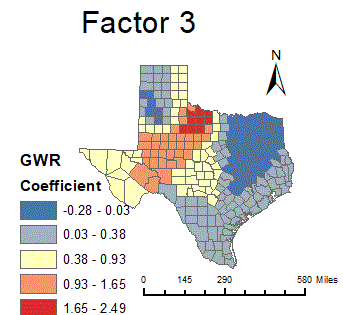 Factor 3
N
GWR
Coefficient
-0.28 - 0.03
0.03 - 0.38
0.38 - 0.93
0.93 - 1.65
1.65 - 2.49
0 145 290 580 Miles